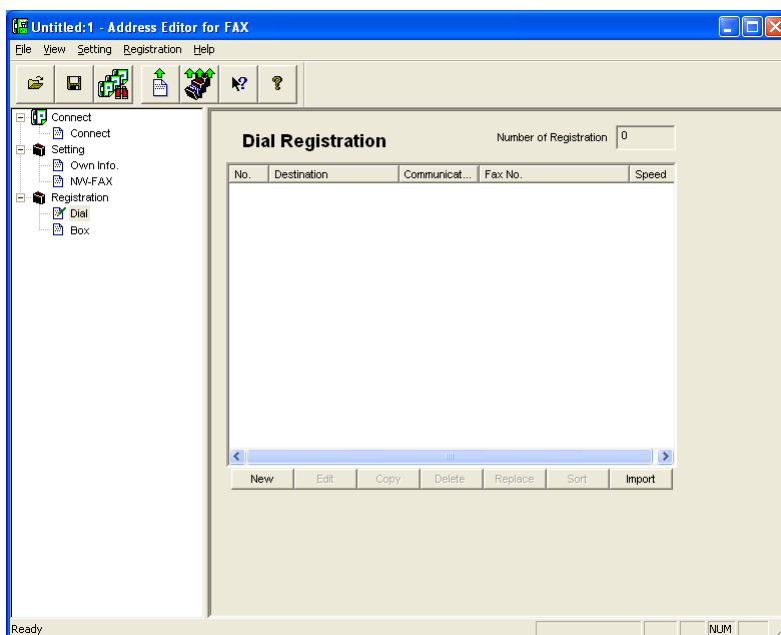 Untitled:1 - Address Editor for FAX
File View Setting Registration Help
Connect
Connect
Setting
Own Info.
NW-FAX
Registration
Dial
Box
Dial Registration
Number of Registration 0
No. Destination Communicat... Fax No. Speed
New Edit Copy Delete Replace Sort Import
Ready NUM